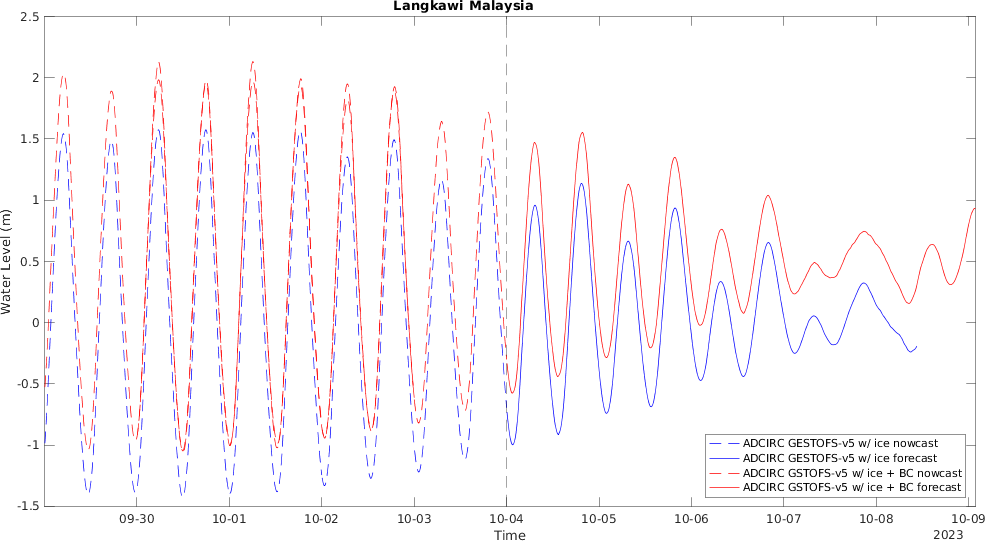 Langkawi Malaysia
2.5
2
1.5
1
0.5
0
-0.5
-1
-1.5
Water Level (m)
09-30
10-01
10-02
10-03
10-04
10-05
10-06
10-07
10-08
10-09
Time
2023
ADCIRC GESTOFS-v5 w/ ice nowcast
ADCIRC GESTOFS-v5 w/ ice forecast
ADCIRC GSTOFS-v5 w/ ice + BC nowcast
ADCIRC GSTOFS-v5 w/ ice + BC forecast